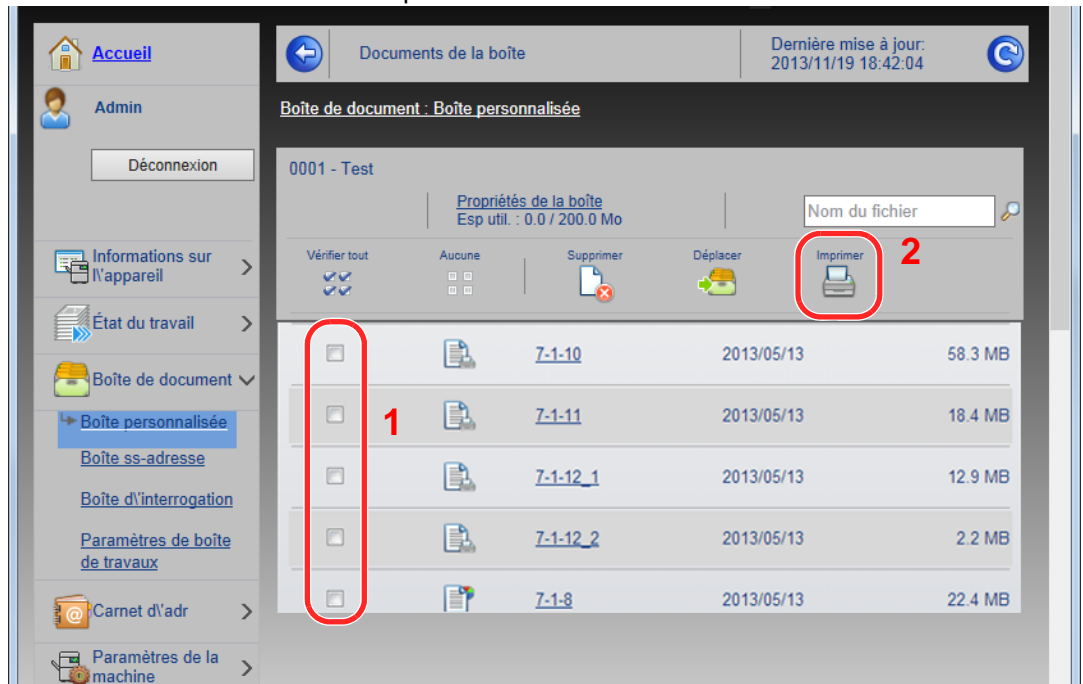 Accueil
Admin
Déconnexion
Informations sur
l\'appareil
État du travail
Boîte de document
Boîte personnalisée
Boîte ss-adresse
Boîte d\'interrogation
Paramètres de boîte
de travaux
Carnet d\'adr
Paramètres de la
machine
Documents de la boîte
Dernière mise à jour:
2013/11/19 18:42:04
Boîte de document : Boîte personnalisée
0001 - Test
Propriétés de la boîte
Esp util. : 0.0 / 200.0 Mo
Nom du fichier
Vérifier tout Aucune Supprimer Déplacer Imprimer 2
7-1-10 2013/05/13 58.3 MB
1 7-1-11 2013/05/13 18.4 MB
7-1-12_1 2013/05/13 12.9 MB
7-1-12_2 2013/05/13 2.2 MB
7-1-8 2013/05/13 22.4 MB